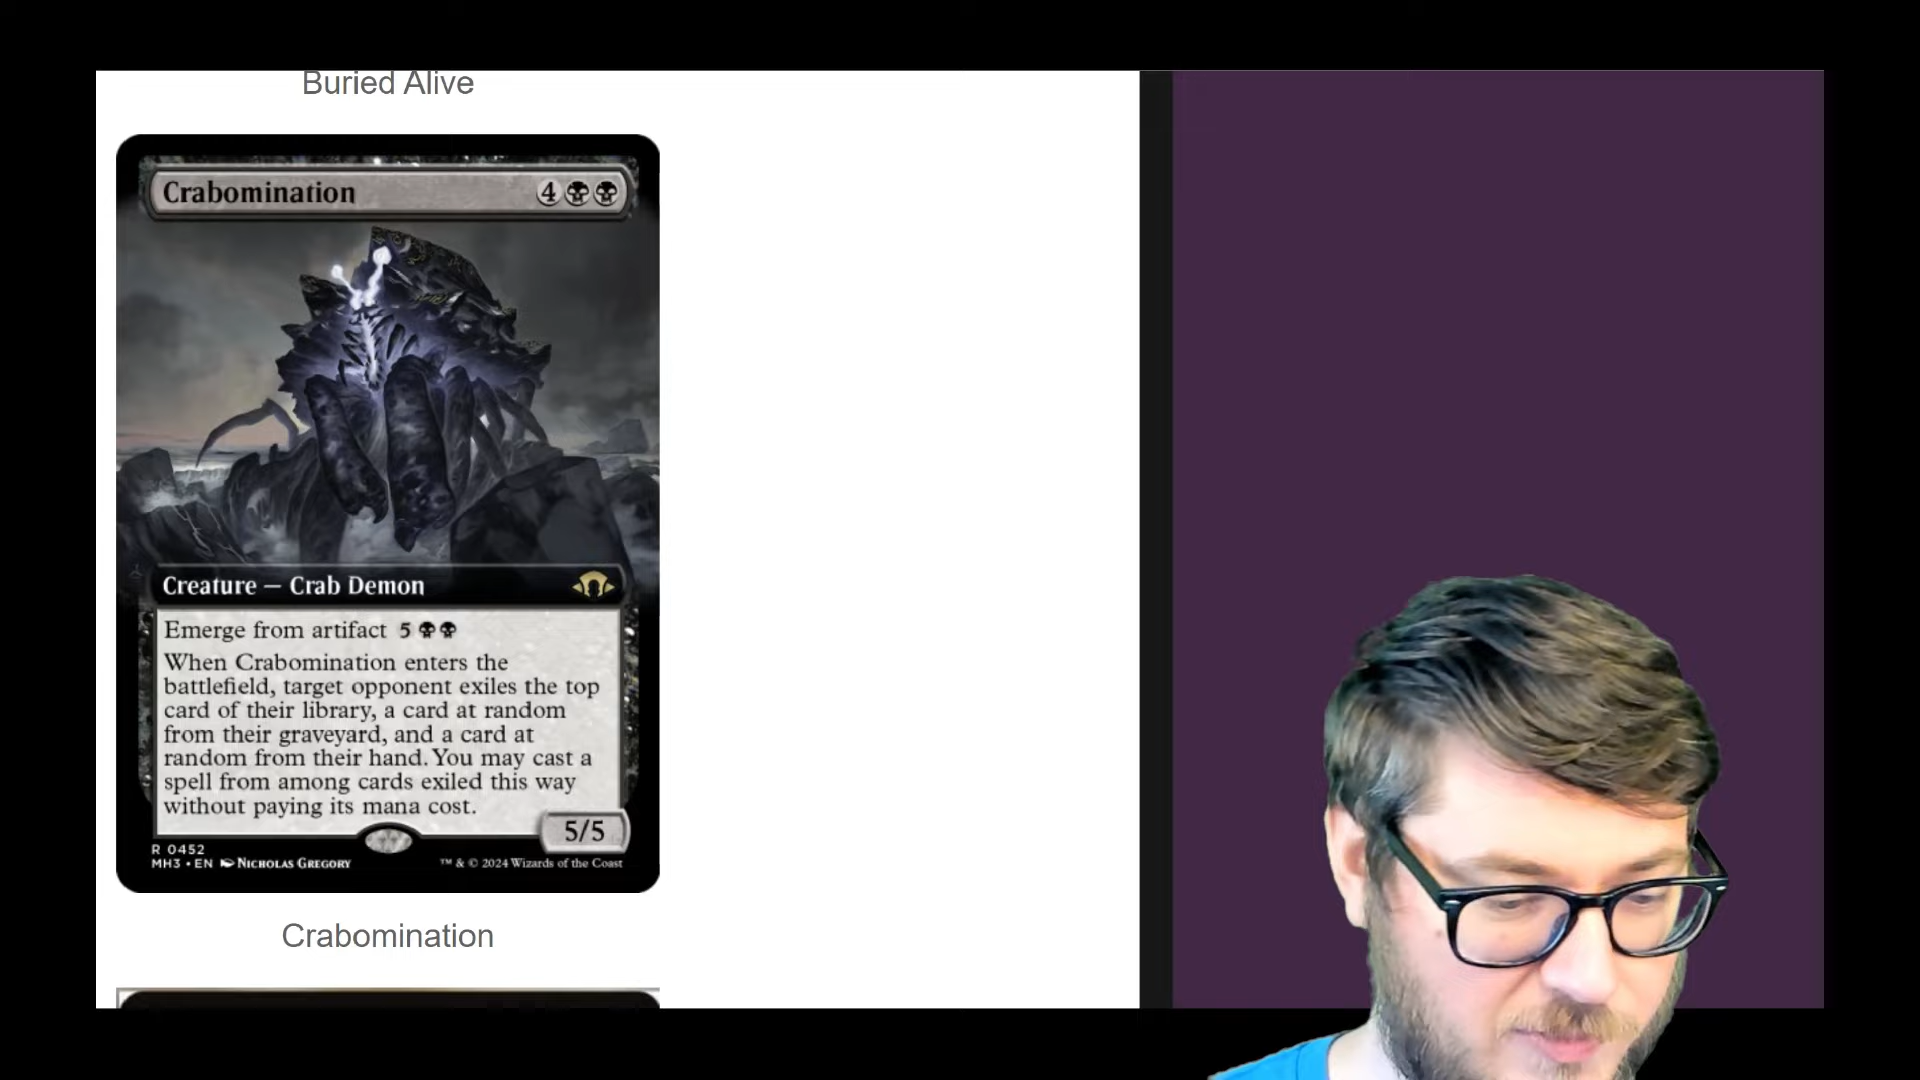 Buried Alive
Crabomination 4
Creature — Crab Demon
Emerge from artifact 5
When Crabomination enters the
battlefield, target opponent exiles the top
card of their library, a card at random
from their graveyard, and a card at
random from their hand. You may cast a
spell from among cards exiled this way
without paying its mana cost.
5/5
R 0452
MH3 • EN Nicholas Gregory ™ & © 2024 Wizards of the Coast
Crabomination